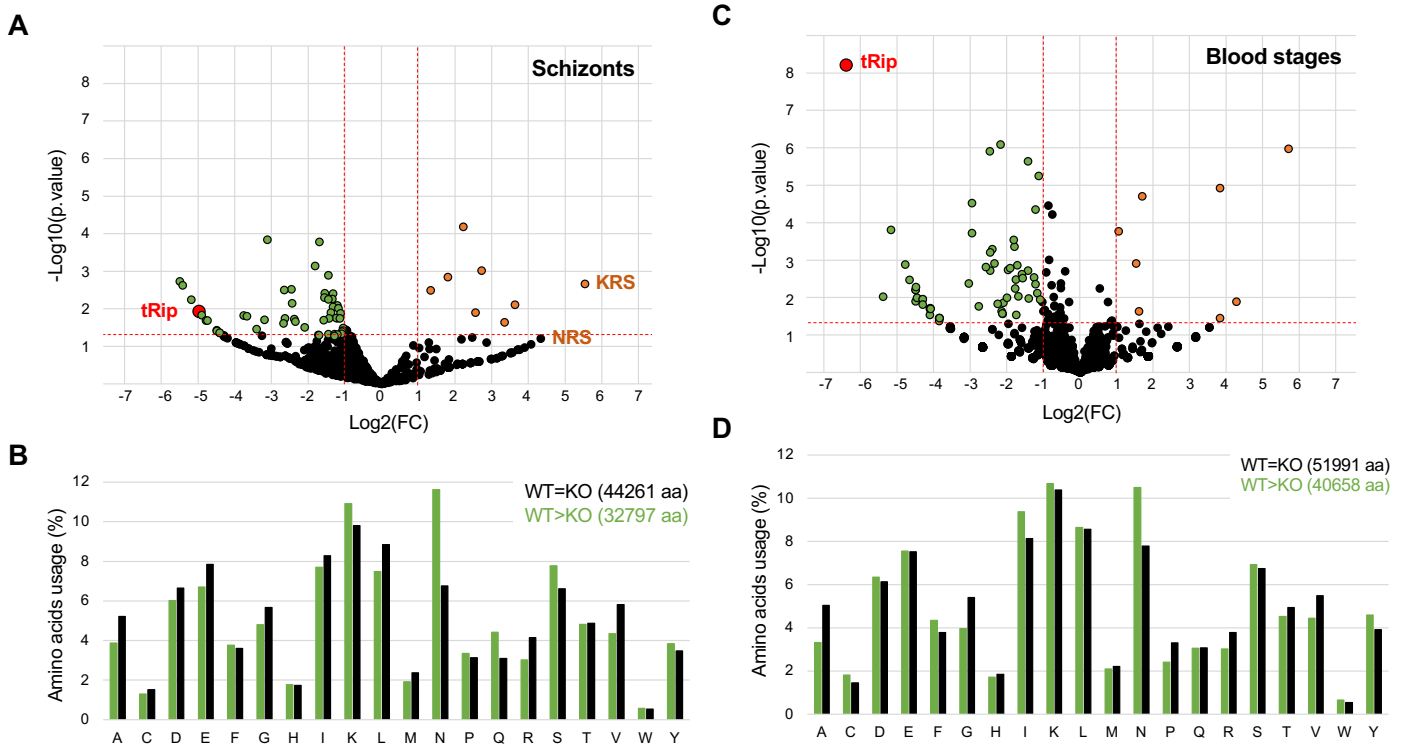 A
Schizonts
8
7
6
5
4
3
2
1
-Log10(p.value)
tRip
KRS
NRS
-7 -6 -5 -4 -3 -2 -1 0 1 2 3 4 5 6 7
Log2(FC)
C
Blood stages
tRip
8
7
6
5
4
3
2
1
-Log10(p.value)
-7 -6 -5 -4 -3 -2 -1 0 1 2 3 4 5 6 7
Log2(FC)
B
WT=KO (44261 aa)
WT>KO (32797 aa)
12
10
8
6
4
2
0
Amino acids usage (%)
A C D E F G H I K L M N P Q R S T V W Y
D
WT=KO (51991 aa)
WT>KO (40658 aa)
12
10
8
6
4
2
0
Amino acids usage (%)
A C D E F G H I K L M N P Q R S T V W Y